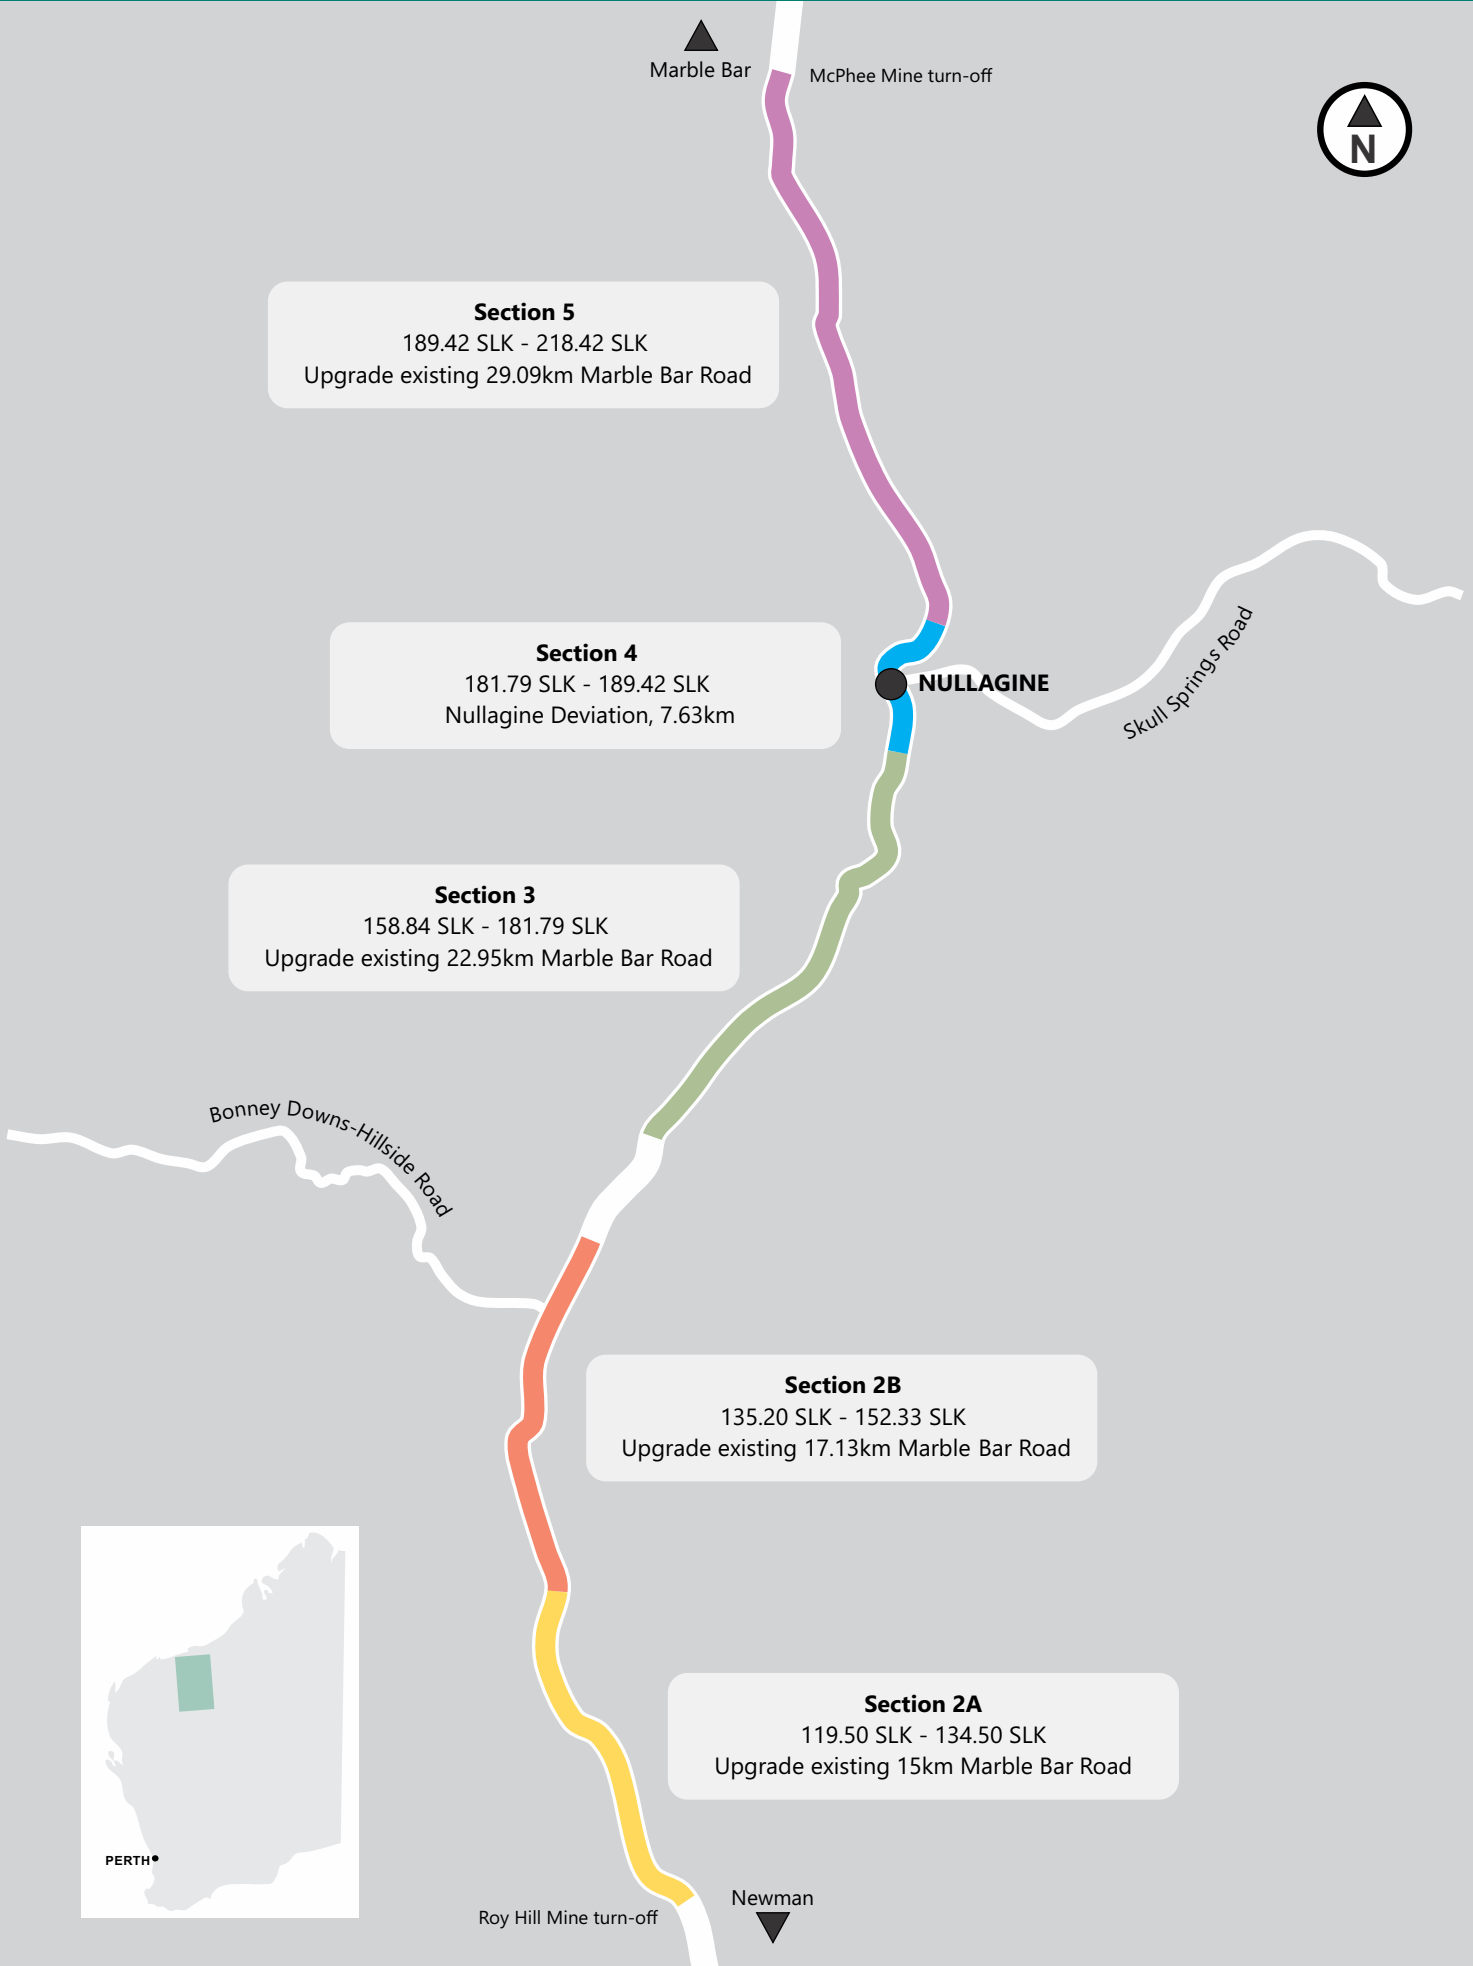 Marble Bar
McPhee Mine turn-off
N
Section 5
189.42 SLK - 218.42 SLK
Upgrade existing 29.09km Marble Bar Road
Skull Springs Road
Section 4
181.79 SLK - 189.42 SLK
Nullagine Deviation, 7.63km
NULLAGINE
Section 3
158.84 SLK - 181.79 SLK
Upgrade existing 22.95km Marble Bar Road
Bonney Downs-Hillside Road
Section 2B
135.20 SLK - 152.33 SLK
Upgrade existing 17.13km Marble Bar Road
Section 2A
119.50 SLK - 134.50 SLK
Upgrade existing 15km Marble Bar Road
PERTH
Newman
Roy Hill Mine turn-off